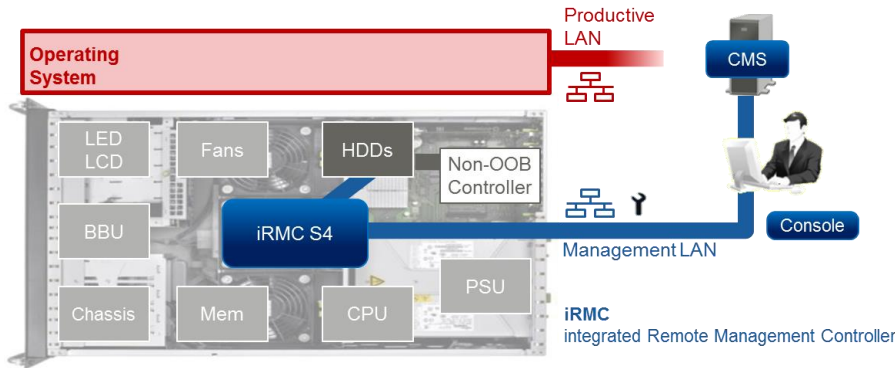 Productive
LAN
Operating
System
CMS
LED
LCD
Fans
HDDs
Non-OOB
Controller
BBU
iRMC S4
Console
Management LAN
PSU
Chassis
Mem
CPU
iRMC
integrated Remote Management Controller